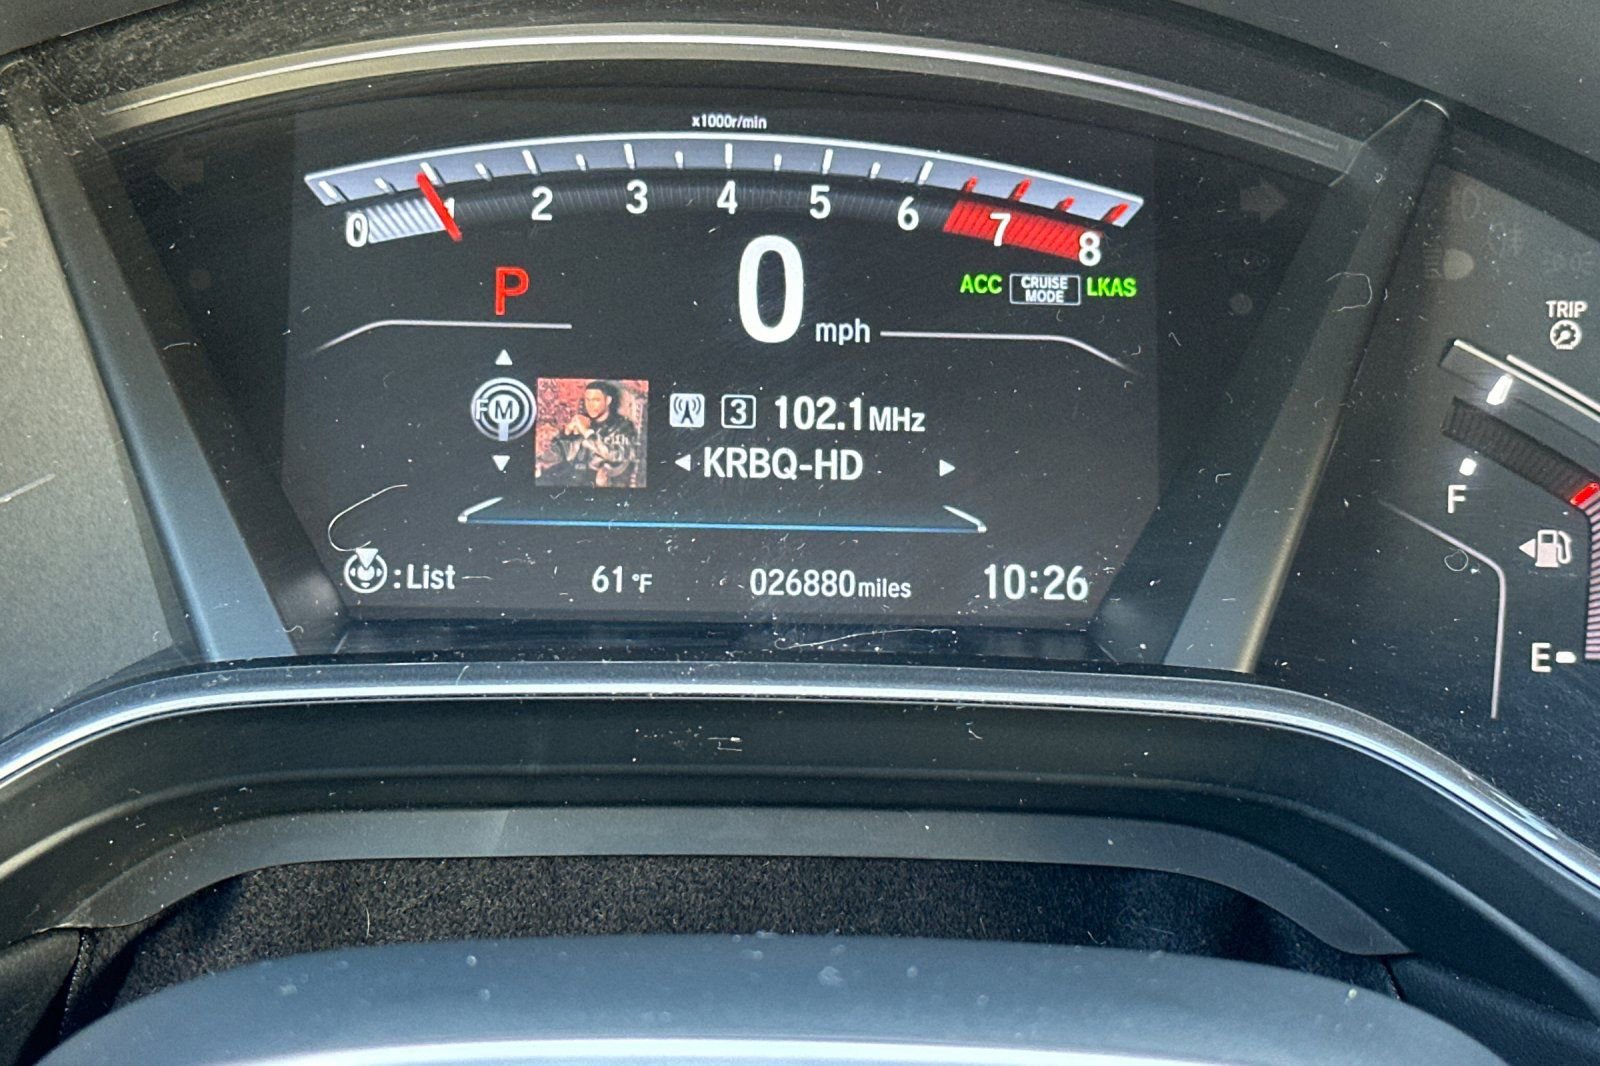 x1000r/min
0 1 2 3 4 5 6 7 8
P
0 mph
ACC CRUISE MODE LKAS
TRIP
FM
3 102.1MHz
KRBQ-HD
F
:List
61°F
026880miles
10:26
E